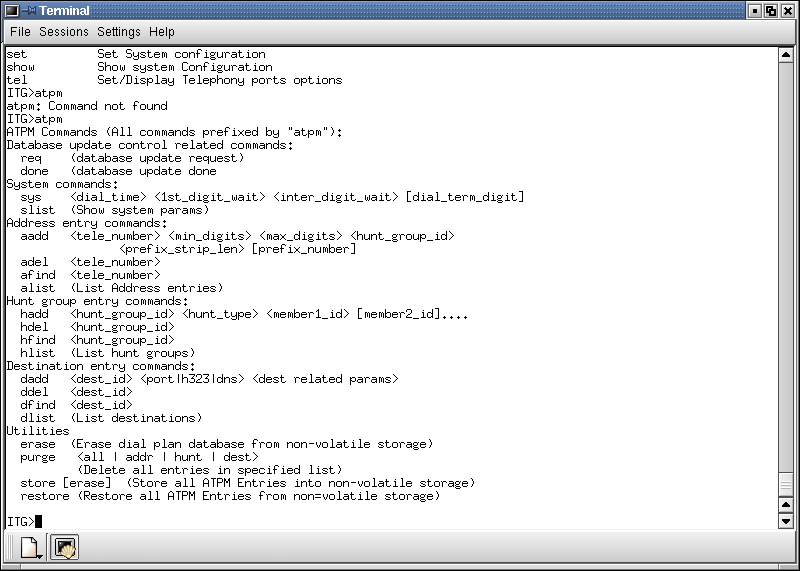 Terminal
File Sessions Settings Help
set          Set System configuration
show         Show system Configuration
tel          Set/Display Telephony ports options
ITG>atpm
atpm: Command not found
ITG>atpm
ATPM Commands (All commands prefixed by "atpm"):
Database update control related commands:
  req    (database update request)
  done   (database update done
System commands:
  sys    <dial_time> <1st_digit_wait> <inter_digit_wait> [dial_term_digit]
  slist  (Show system params)
Address entry commands:
  aadd   <tele_number> <min_digits> <max_digits> <hunt_group_id>
                <prefix_strip_len> [prefix_number]
  adel   <tele_number>
  afind  <tele_number>
  alist  (List Address entries)
Hunt group entry commands:
  hadd   <hunt_group_id> <hunt_type> <member1_id> [member2_id]....
  hdel   <hunt_group_id>
  hfind  <hunt_group_id>
  hlist  (List hunt groups)
Destination entry commands:
  dadd   <dest_id> <port|h323|dns> <dest related params>
  ddel   <dest_id>
  dfind  <dest_id>
  dlist  (List destinations)
Utilities
  erase  (Erase dial plan database from non-volatile storage)
  purge   <all | addr | hunt | dest>
          (Delete all entries in specified list)
  store [erase]  (Store all ATPM Entries into non-volatile storage)
  restore (Restore all ATPM Entries from non=volatile storage)
ITG>